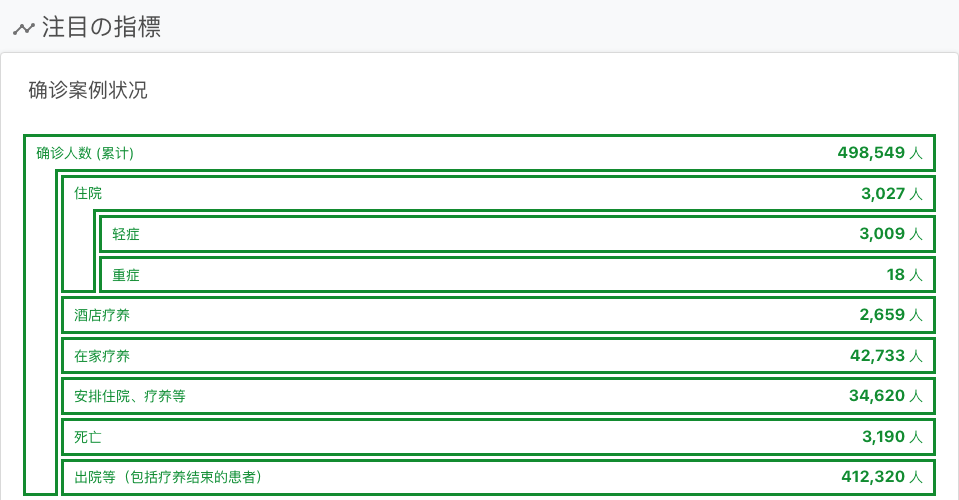 注目の指標
确诊案例状况
确诊人数 (累计) 498,549 人
住院 3,027 人
轻症 3,009 人
重症 18 人
酒店疗养 2,659 人
在家疗养 42,733 人
安排住院、疗养等 34,620 人
死亡 3,190 人
出院等（包括疗养结束的患者） 412,320 人